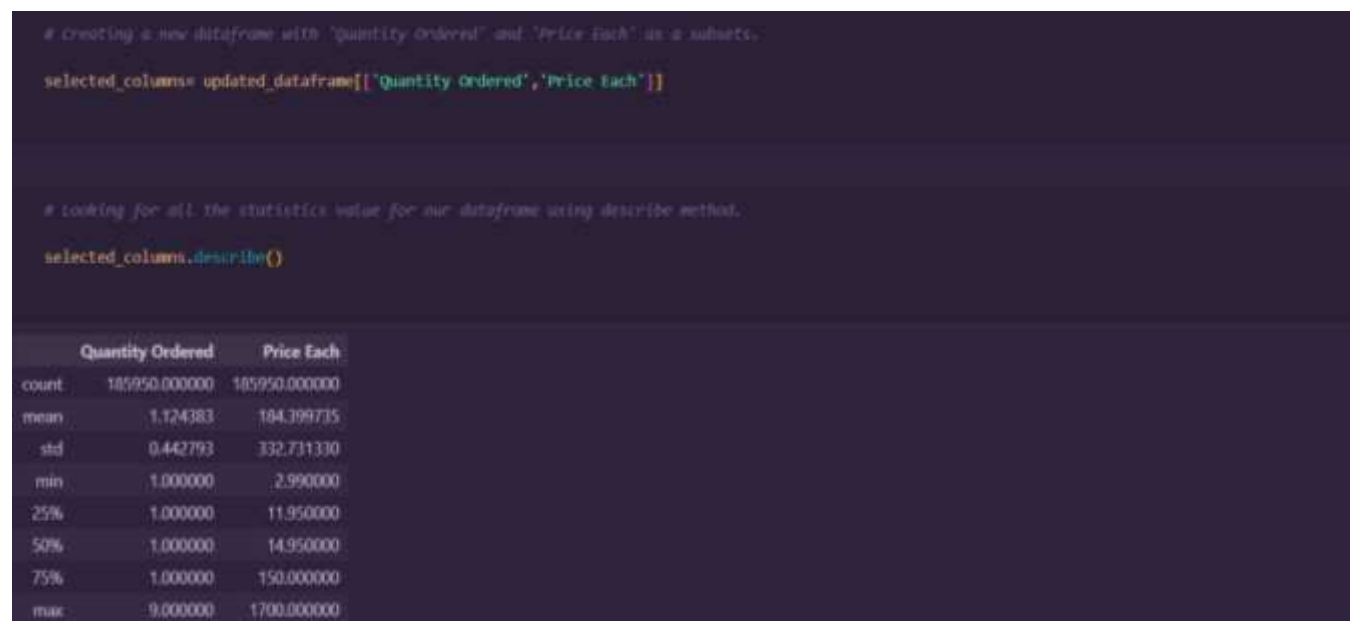 # Creating a new dataframe with "Quantity Ordered" and "Price Each" as a subsets.
selected_columns= updated_dataframe[['Quantity Ordered','Price Each']]
# Looking for all the statistics value for our dataframe using describe method.
selected_columns.describe()
Quantity Ordered Price Each
count 185950.000000 185950.000000
mean 1.124383 184.399735
std 0.442793 332.731330
min 1.000000 2.990000
25% 1.000000 11.950000
50% 1.000000 14.950000
75% 1.000000 150.000000
max 9.000000 1700.000000